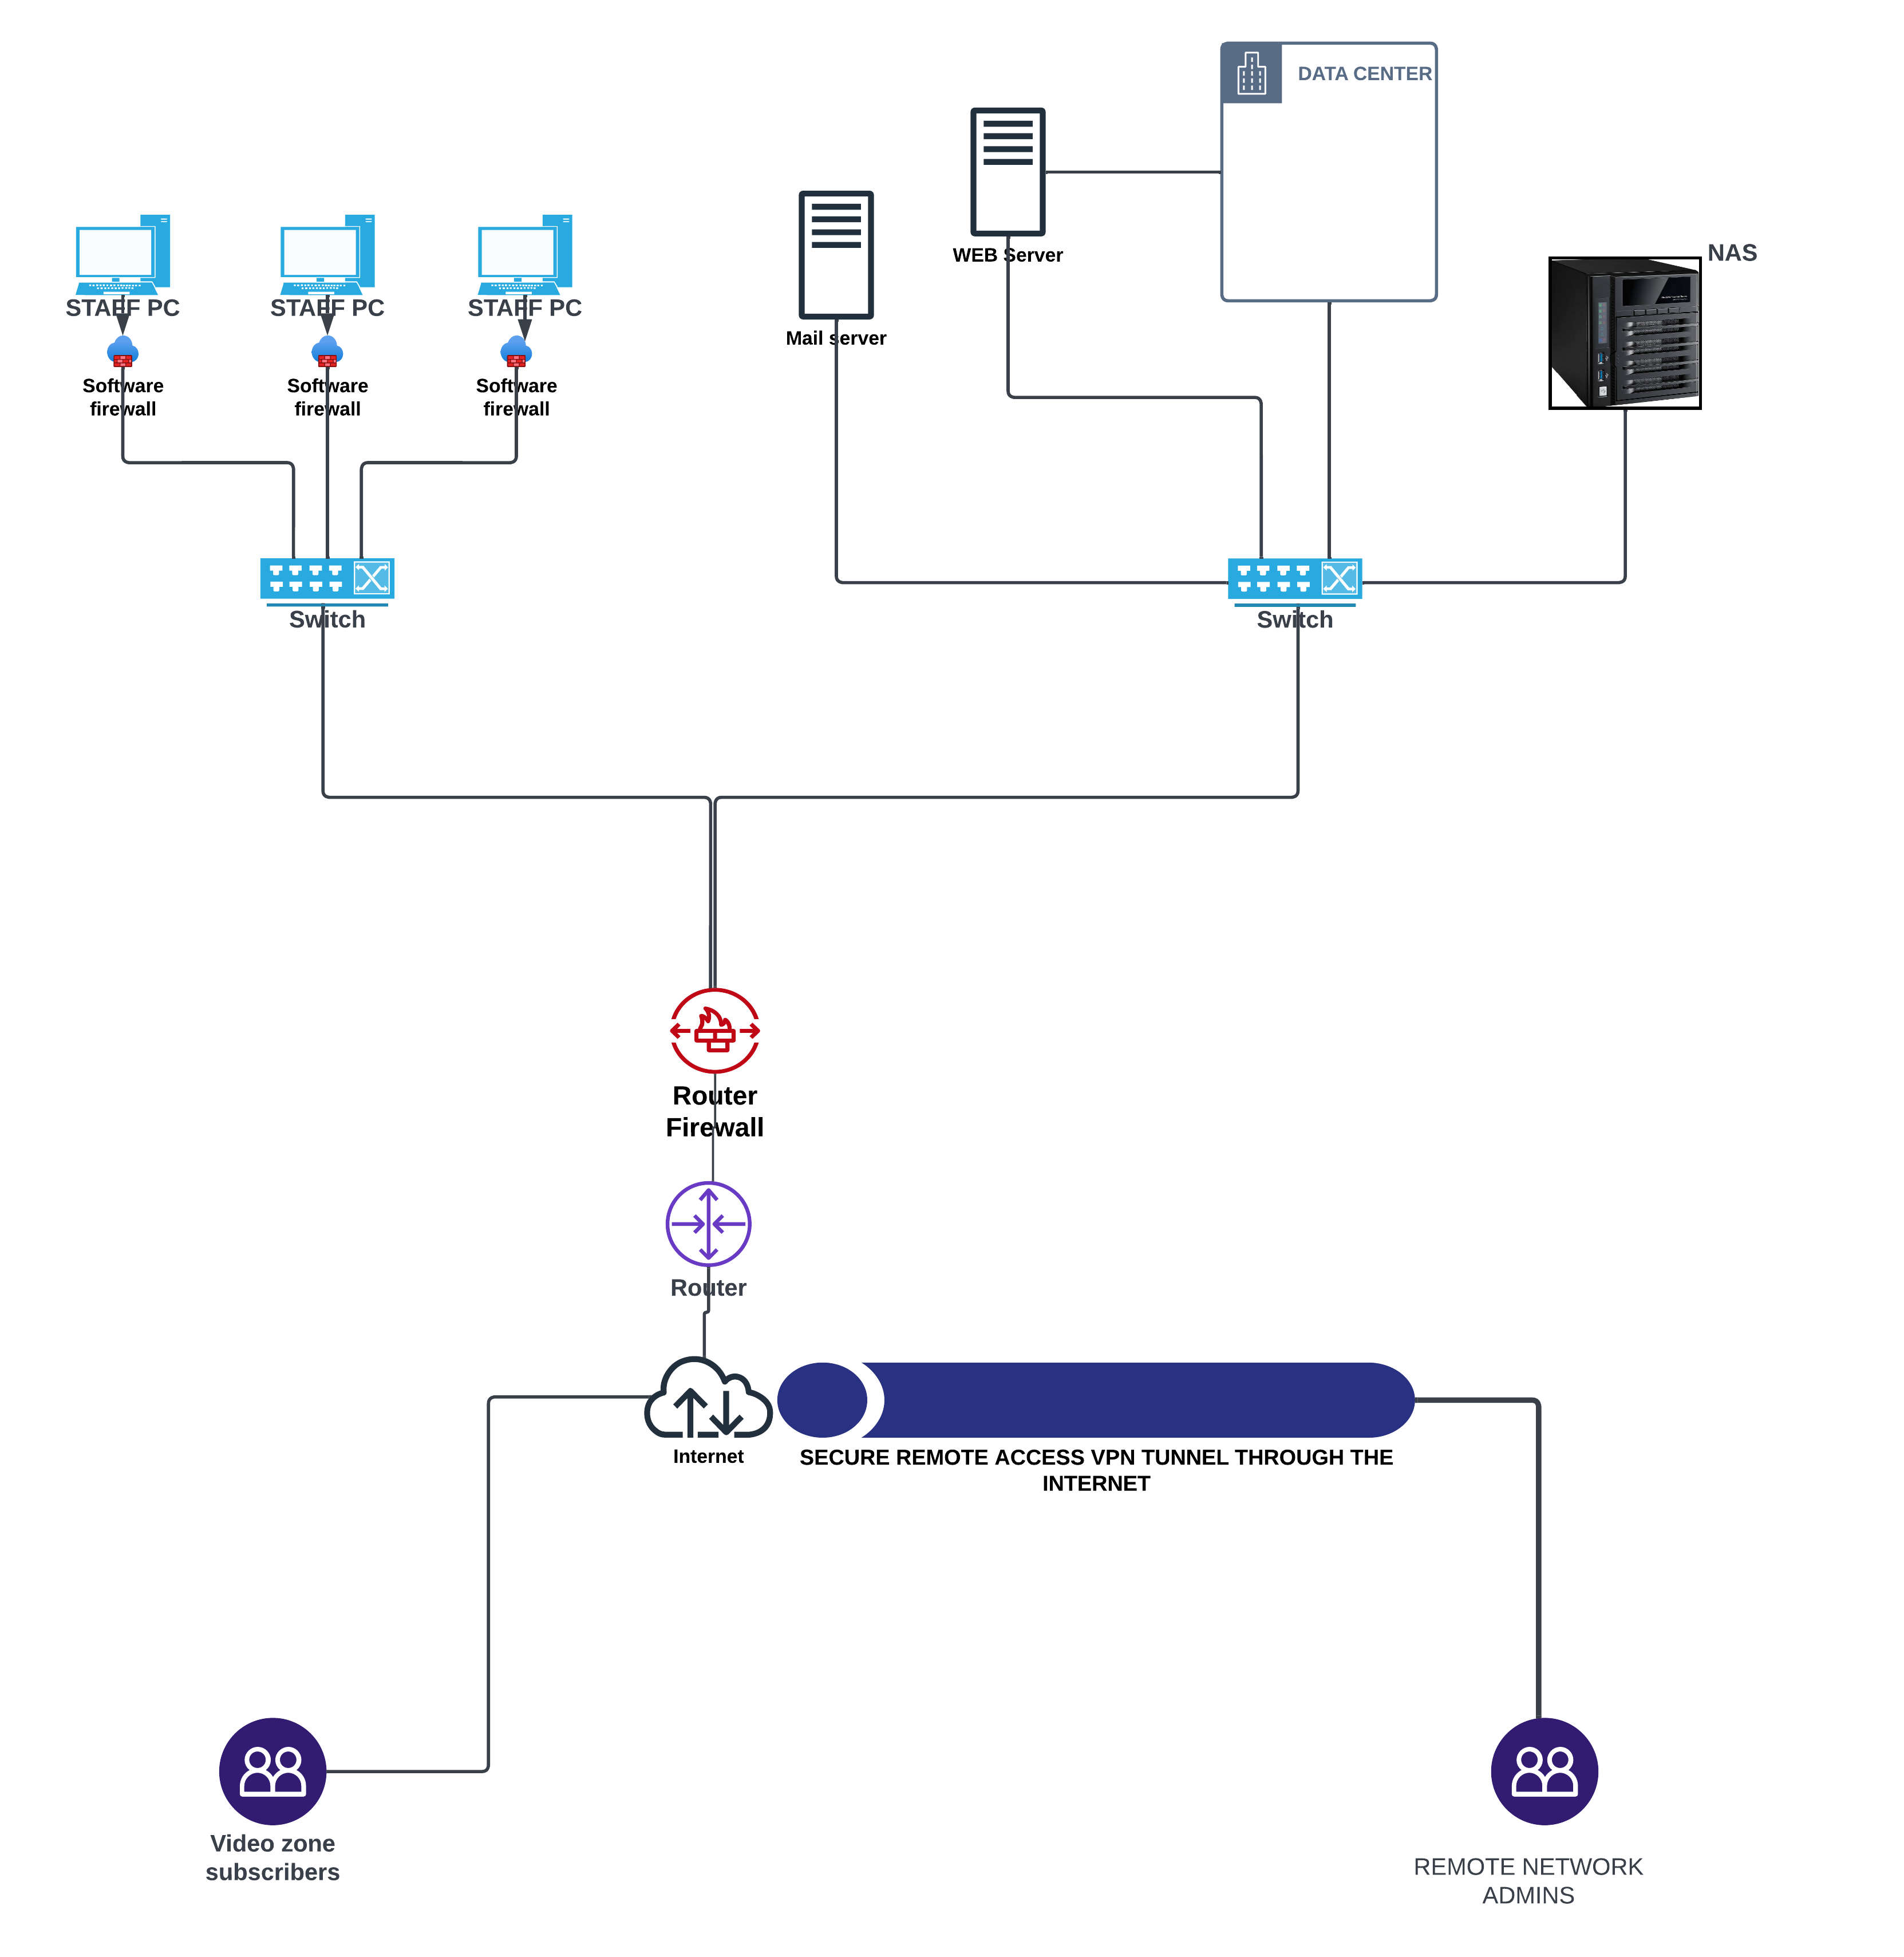 DATA CENTER
WEB Server
NAS
STAFF PC
STAFF PC
STAFF PC
Mail server
Software
firewall
Software
firewall
Software
firewall
Switch
Switch
Router
Firewall
Router
Internet
SECURE REMOTE ACCESS VPN TUNNEL THROUGH THE
INTERNET
Video zone
subscribers
REMOTE NETWORK
ADMINS